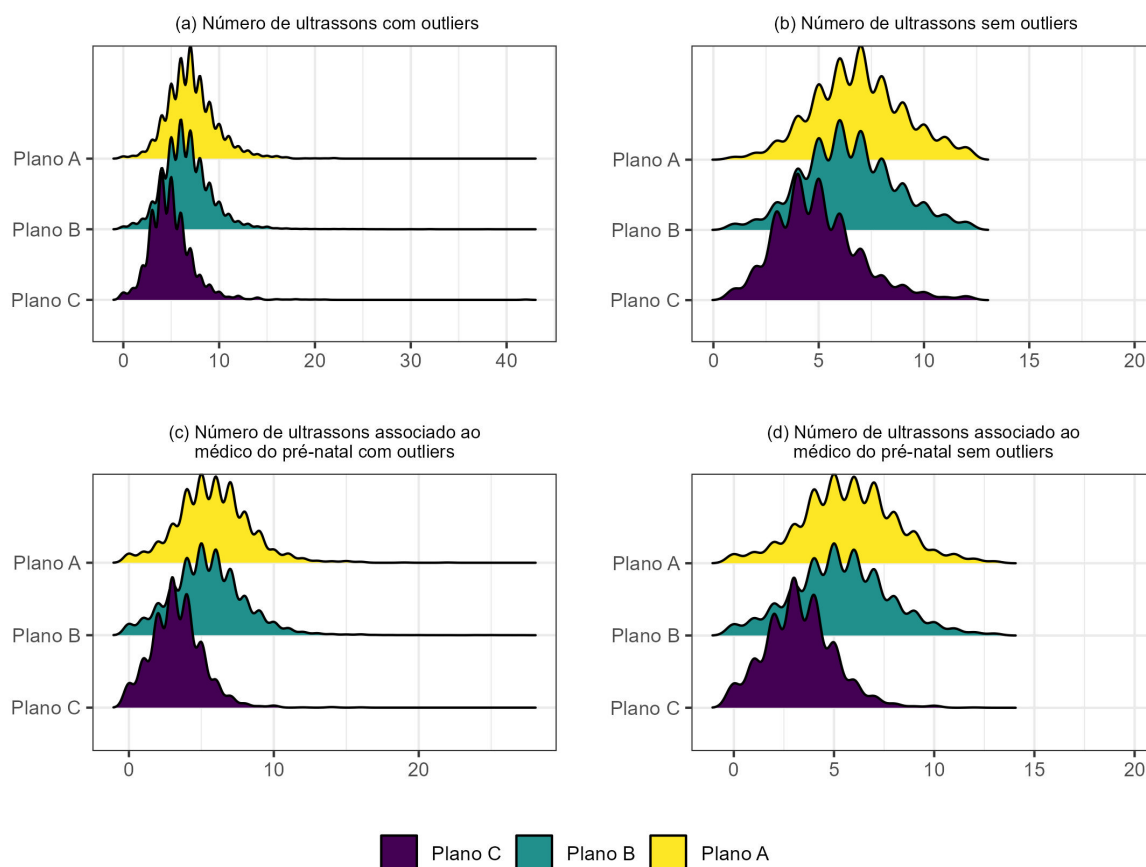 (a) Número de ultrassons com outliers
Plano A
Plano B
Plano C
0 10 20 30 40
(b) Número de ultrassons sem outliers
Plano A
Plano B
Plano C
0 5 10 15 20
(c) Número de ultrassons associado ao
médico do pré-natal com outliers
Plano A
Plano B
Plano C
0 10 20
(d) Número de ultrassons associado ao
médico do pré-natal sem outliers
Plano A
Plano B
Plano C
0 5 10 15 20
Plano C Plano B Plano A